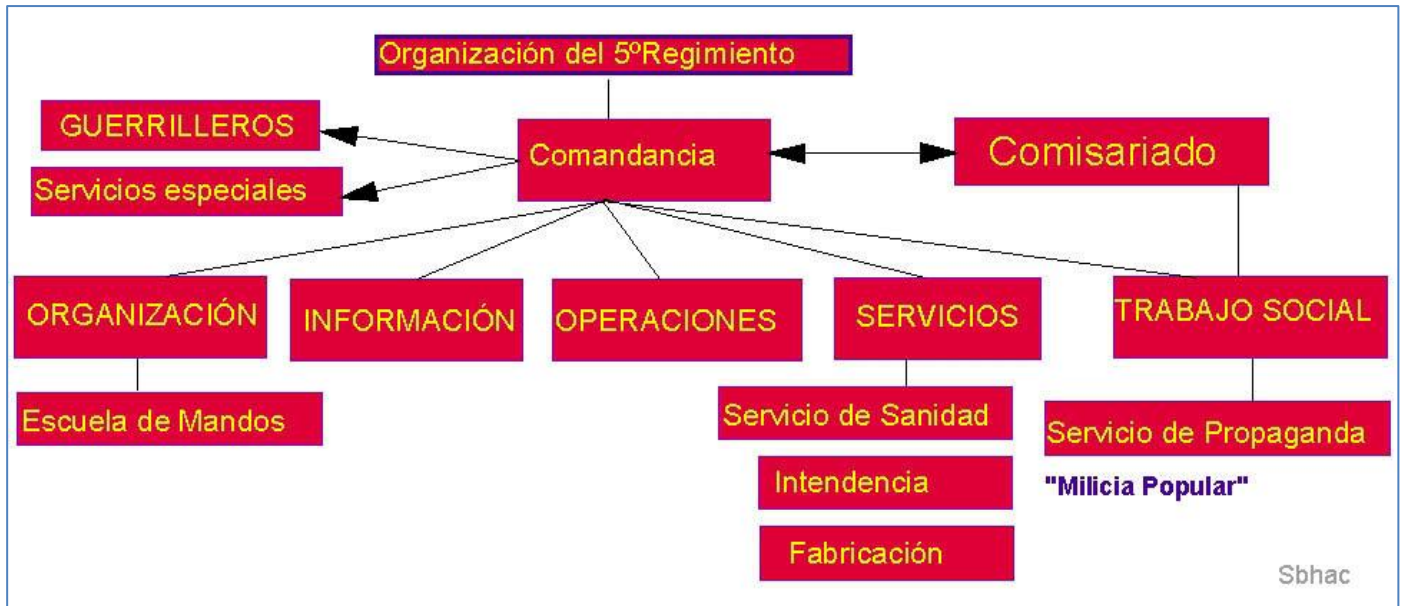 Organización del 5ºRegimiento
GUERRILLEROS
Comandancia
Comisariado
Servicios especiales
ORGANIZACIÓN
INFORMACIÓN
OPERACIONES
SERVICIOS
TRABAJO SOCIAL
Escuela de Mandos
Servicio de Sanidad
Servicio de Propaganda
Intendencia
"Milicia Popular"
Fabricación
Sbhac